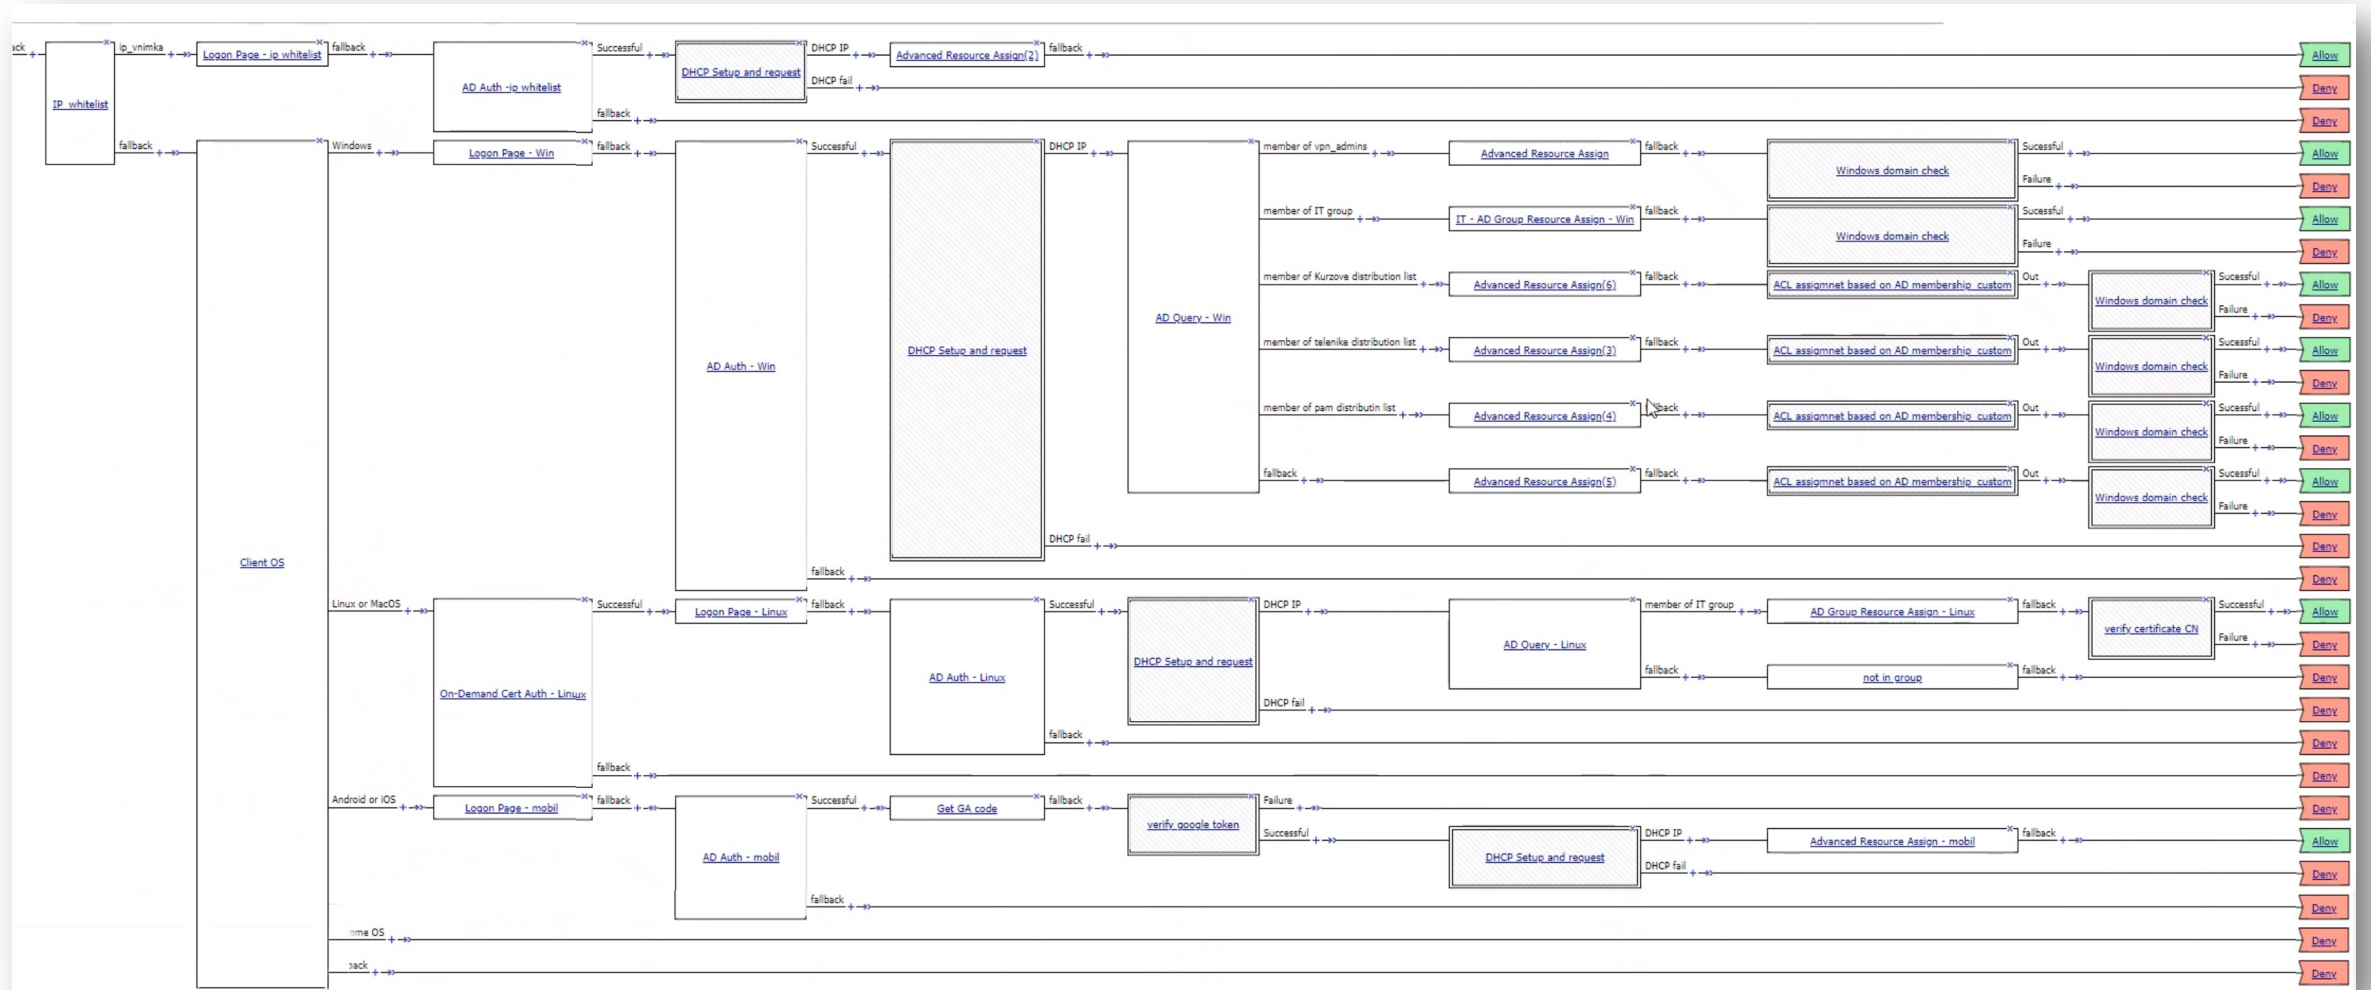 ack
ip_vnimka
Logon Page - ip whitelist
fallback
AD Auth -ip whitelist
Successful
DHCP Setup and request
DHCP IP
Advanced Resource Assign(2)
fallback
Allow
DHCP fail
Deny
IP whitelist
fallback
Deny
fallback
Client OS
Windows
Logon Page - Win
fallback
AD Auth - Win
Successful
DHCP Setup and request
DHCP IP
AD Query - Win
member of vpn_admins
Advanced Resource Assign
fallback
Windows domain check
Sucessful
Allow
Failure
Deny
member of IT group
IT - AD Group Resource Assign - Win
fallback
Windows domain check
Sucessful
Allow
Failure
Deny
member of Kurzove distribution list
Advanced Resource Assign(6)
fallback
ACL assigmnet based on AD membership_custom
Out
Windows domain check
Sucessful
Allow
Failure
Deny
member of telenike distribution list
Advanced Resource Assign(3)
fallback
ACL assigmnet based on AD membership_custom
Out
Windows domain check
Sucessful
Allow
Failure
Deny
member of pam distributin list
Advanced Resource Assign(4)
ACL assigmnet based on AD membership_custom
Out
Windows domain check
Sucessful
Allow
Failure
Deny
fallback
Advanced Resource Assign(5)
fallback
ACL assigmnet based on AD membership_custom
Out
Windows domain check
Sucessful
Allow
Failure
Deny
DHCP fail
Deny
fallback
Deny
Linux or MacOS
On-Demand Cert Auth - Linux
Successful
Logon Page - Linux
fallback
AD Auth - Linux
Successful
DHCP Setup and request
DHCP IP
AD Query - Linux
member of IT group
AD Group Resource Assign - Linux
fallback
verify certificate CN
Successful
Allow
Failure
Deny
fallback
not in group
fallback
Deny
DHCP fail
Deny
fallback
Deny
fallback
Deny
Android or iOS
Logon Page - mobil
fallback
AD Auth - mobil
Successful
Get GA code
fallback
verify google token
Failure
Deny
Successful
DHCP Setup and request
DHCP IP
Advanced Resource Assign - mobil
fallback
Allow
DHCP fail
Deny
fallback
Deny
ome OS
Deny
back
Deny